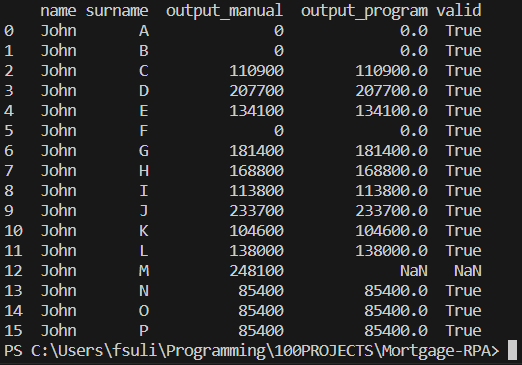 name surname output_manual output_program valid
0 John A 0 0.0 True
1 John B 0 0.0 True
2 John C 110900 110900.0 True
3 John D 207700 207700.0 True
4 John E 134100 134100.0 True
5 John F 0 0.0 True
6 John G 181400 181400.0 True
7 John H 168800 168800.0 True
8 John I 113800 113800.0 True
9 John J 233700 233700.0 True
10 John K 104600 104600.0 True
11 John L 138000 138000.0 True
12 John M 248100 NaN NaN
13 John N 85400 85400.0 True
14 John O 85400 85400.0 True
15 John P 85400 85400.0 True
PS C:\Users\fsuli\Programming\100PROJECTS\Mortgage-RPA>